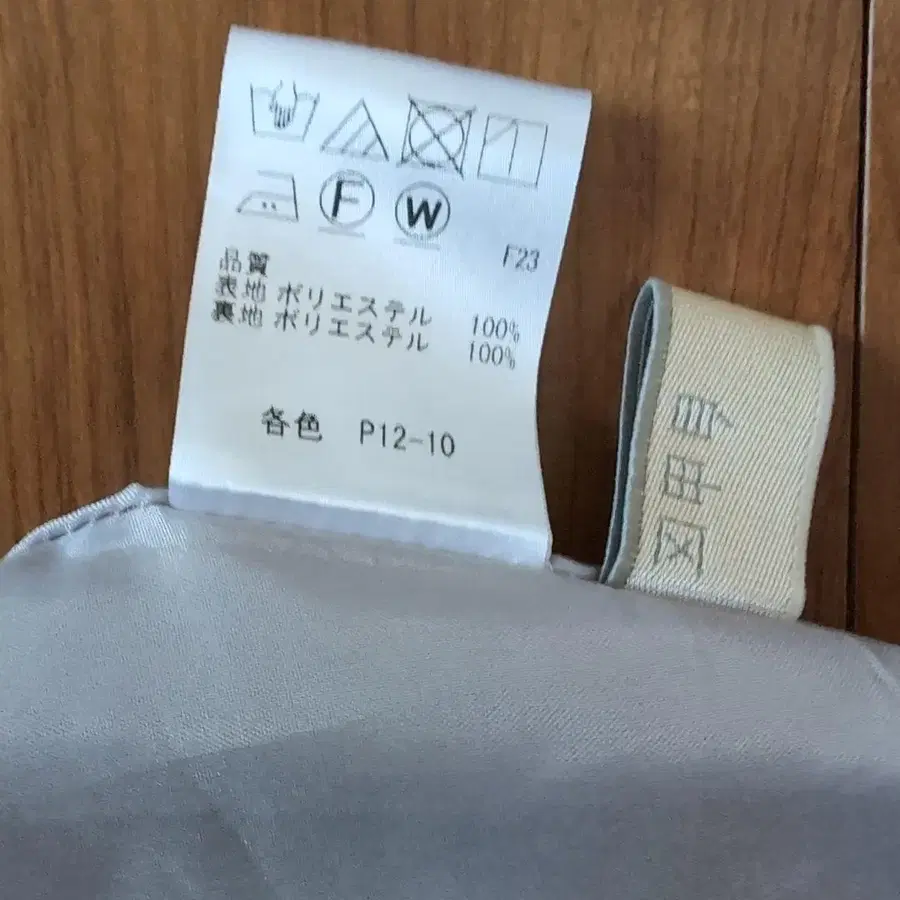 F W
F23
品質
表地 ポリエステル 100%
裏地 ポリエステル 100%
各色 P12-10